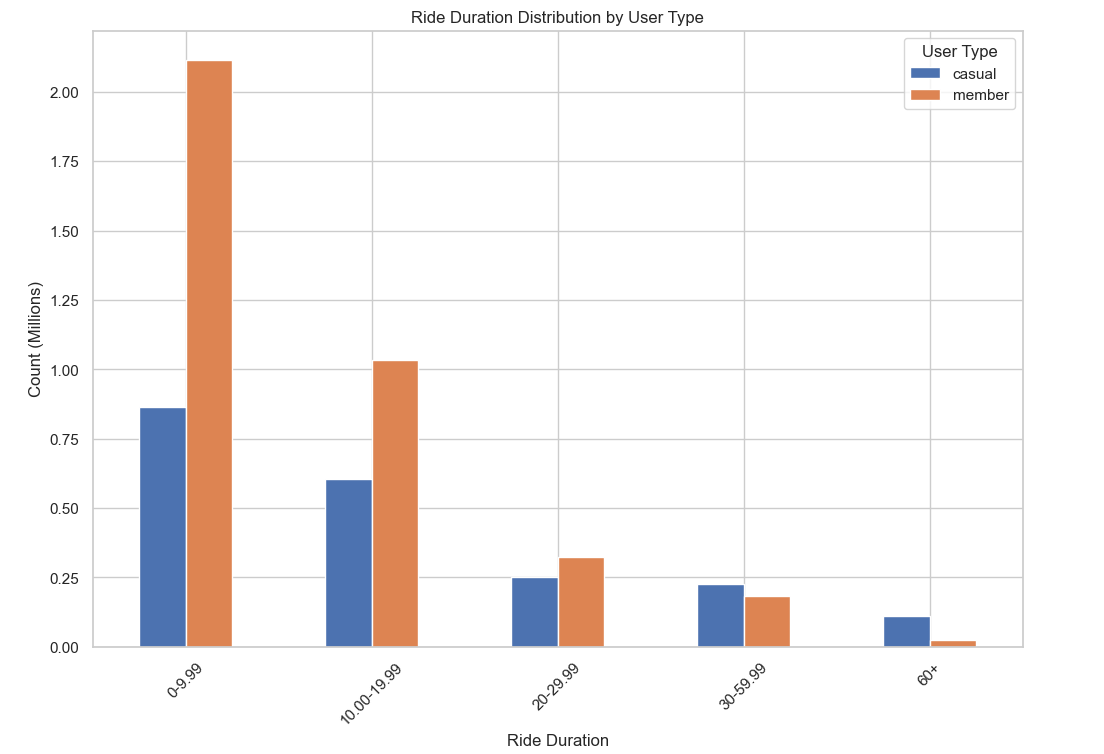 Ride Duration Distribution by User Type
User Type
casual
member
Count (Millions)
2.00
1.75
1.50
1.25
1.00
0.75
0.50
0.25
0.00
0-9.99
10.00-19.99
20-29.99
30-59.99
60+
Ride Duration